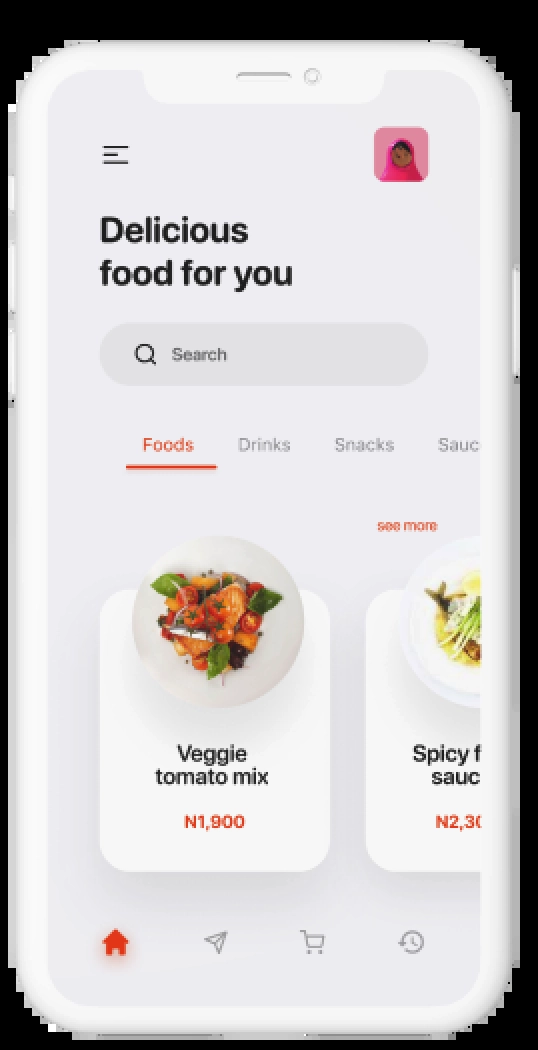 Delicious
food for you
Search
Foods Drinks Snacks Sauc
see more
Veggie
tomato mix
N1,900
Spicy f
sauc
N2,30